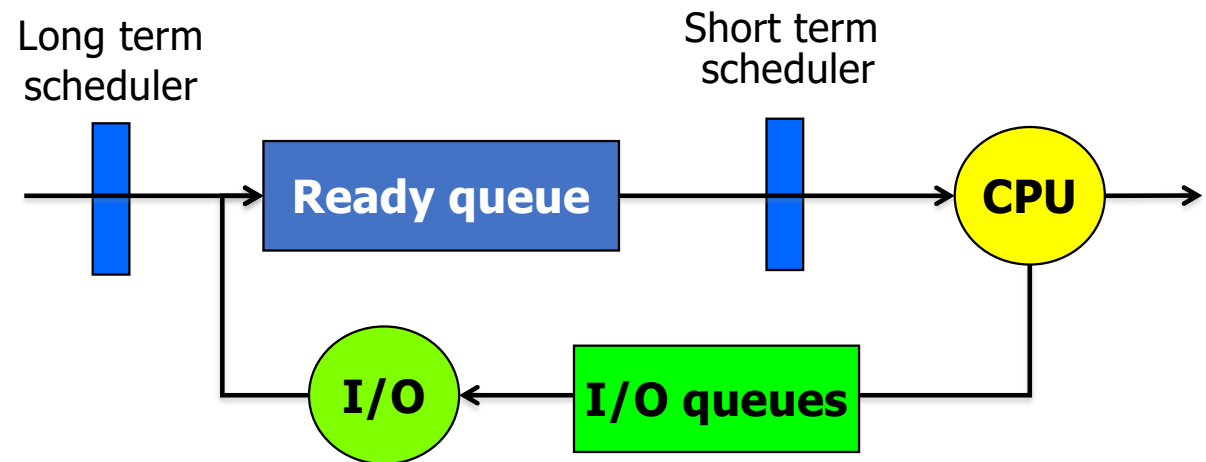 Long term
scheduler
Short term
scheduler
Ready queue
CPU
I/O
I/O queues